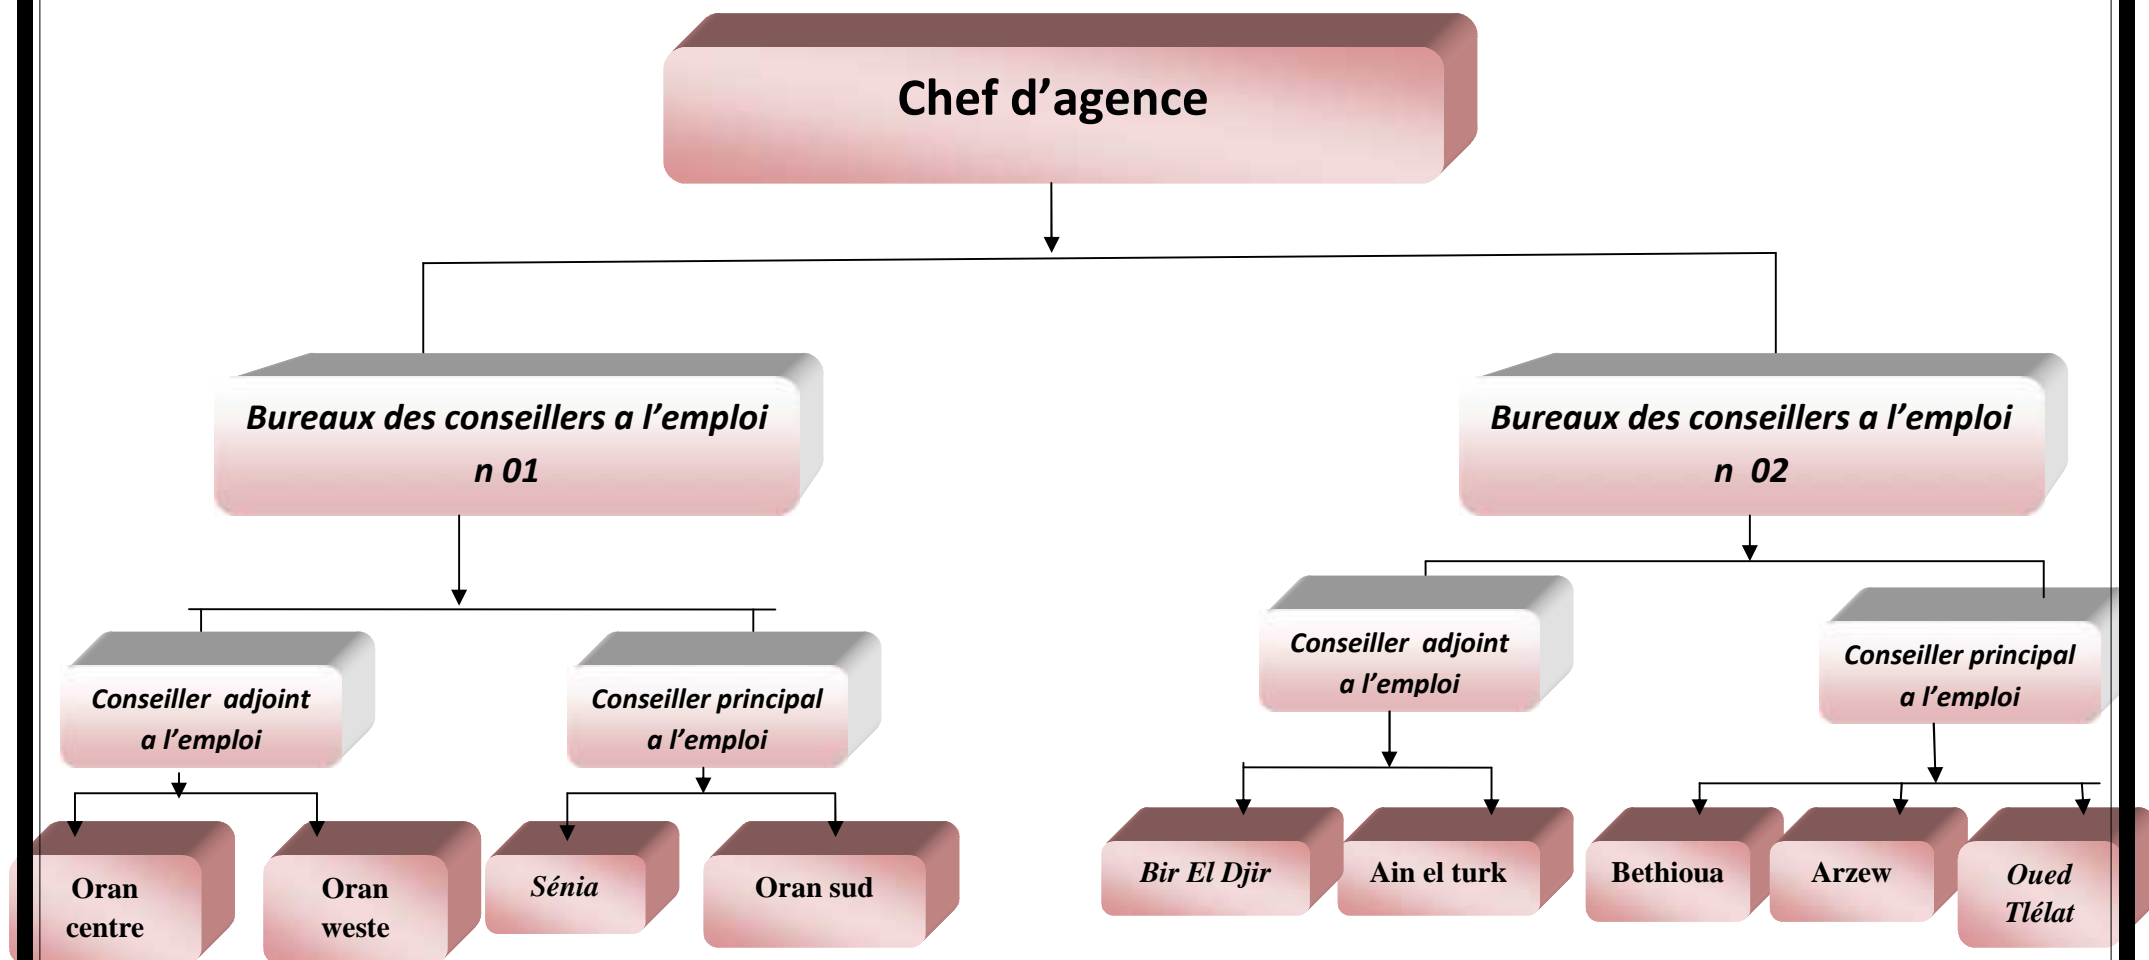 Chef d’agence
Bureaux des conseillers a l’emploi
n 01
Bureaux des conseillers a l’emploi
n  02
Conseiller  adjoint
a l’emploi
Conseiller principal
a l’emploi
Conseiller  adjoint
a l’emploi
Conseiller principal
a l’emploi
Oran
centre
Oran
weste
Sénia
Oran sud
Bir El Djir
Ain el turk
Bethioua
Arzew
Oued
Tlélat